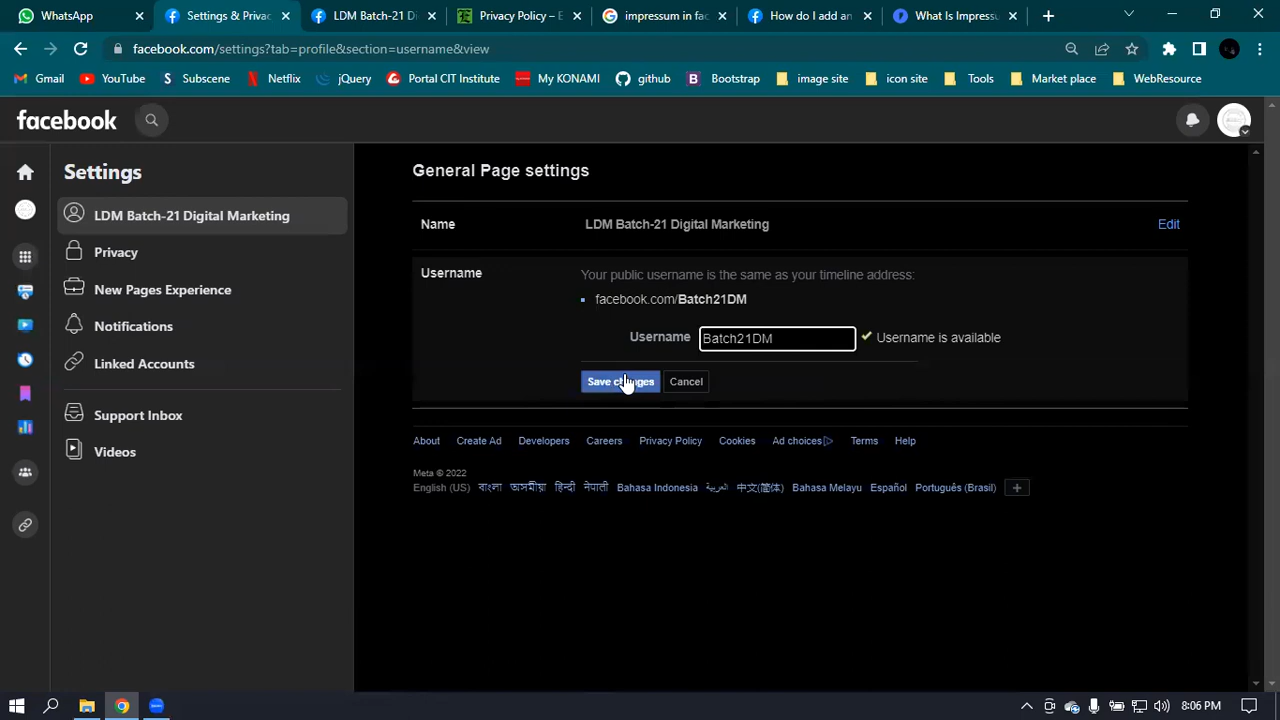 WhatsApp
Settings & Privac
LDM Batch-21 Di
Privacy Policy – E
impressum in fac
How do I add an
What Is Impressu
facebook.com/settings?tab=profile&section=username&view
Gmail
YouTube
Subscene
Netflix
jQuery
Portal CIT Institute
My KONAMI
github
Bootstrap
image site
icon site
Tools
Market place
WebResource
facebook
Settings
LDM Batch-21 Digital Marketing
Privacy
New Pages Experience
Notifications
Linked Accounts
Support Inbox
Videos
General Page settings
Name LDM Batch-21 Digital Marketing Edit
Username Your public username is the same as your timeline address:
facebook.com/Batch21DM
Username Batch21DM Username is available
Save changes Cancel
About Create Ad Developers Careers Privacy Policy Cookies Ad choices Terms Help
Meta © 2022
English (US) বাংলা অসমীয়া हिन्दी नेपाली Bahasa Indonesia العربية 中文(简体) Bahasa Melayu Español Português (Brasil)
8:06 PM